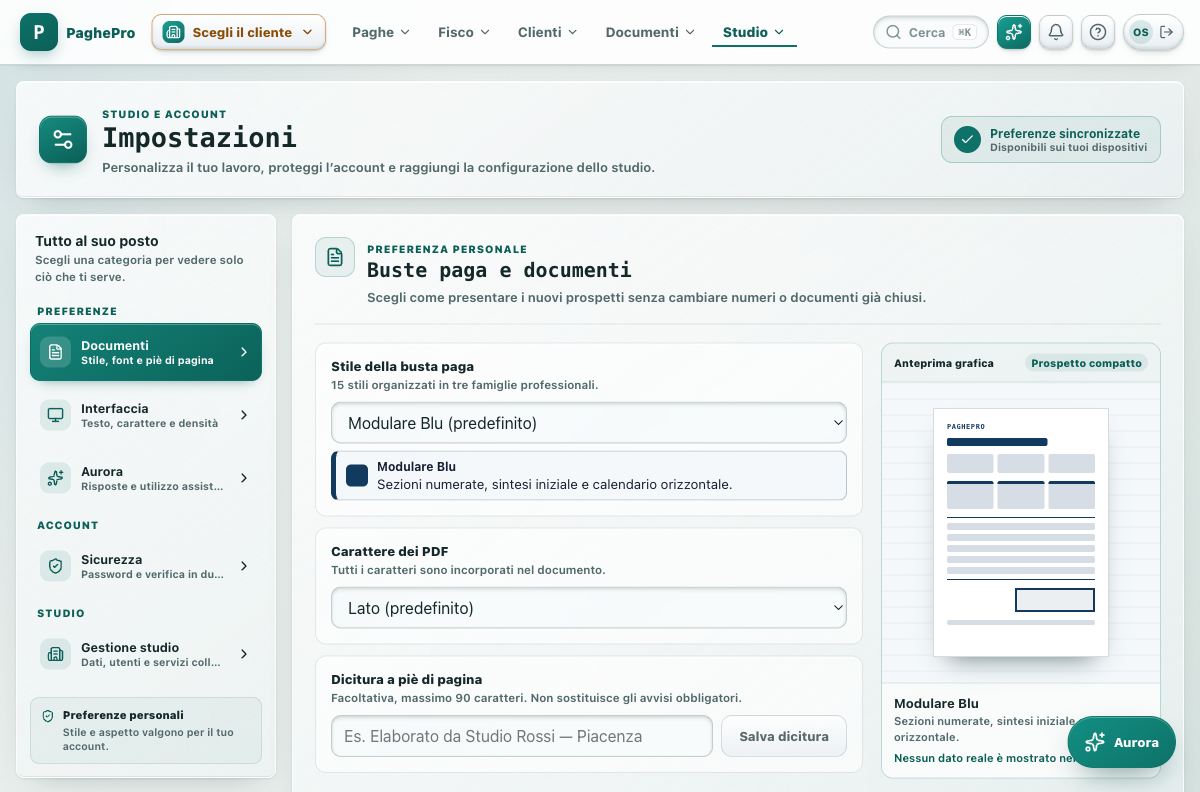 P
PaghePro
Scegli il cliente
Paghe
Fisco
Clienti
Documenti
Studio
Cerca
⌘K
OS
STUDIO E ACCOUNT
Impostazioni
Personalizza il tuo lavoro, proteggi l’account e raggiungi la configurazione dello studio.
Preferenze sincronizzate
Disponibili sui tuoi dispositivi
Tutto al suo posto
Scegli una categoria per vedere solo
ciò che ti serve.
PREFERENZE
Documenti
Stile, font e piè di pagina
Interfaccia
Testo, carattere e densità
Aurora
Risposte e utilizzo assist...
ACCOUNT
Sicurezza
Password e verifica in du...
STUDIO
Gestione studio
Dati, utenti e servizi coll...
Preferenze personali
Stile e aspetto valgono per il tuo
account.
PREFERENZA PERSONALE
Buste paga e documenti
Scegli come presentare i nuovi prospetti senza cambiare numeri o documenti già chiusi.
Stile della busta paga
15 stili organizzati in tre famiglie professionali.
Modulare Blu (predefinito)
Modulare Blu
Sezioni numerate, sintesi iniziale e calendario orizzontale.
Carattere dei PDF
Tutti i caratteri sono incorporati nel documento.
Lato (predefinito)
Dicitura a piè di pagina
Facoltativa, massimo 90 caratteri. Non sostituisce gli avvisi obbligatori.
Es. Elaborato da Studio Rossi — Piacenza
Salva dicitura
Anteprima grafica
Prospetto compatto
PAGHEPRO
Modulare Blu
Sezioni numerate, sintesi iniziale
orizzontale.
Nessun dato reale è mostrato
Aurora